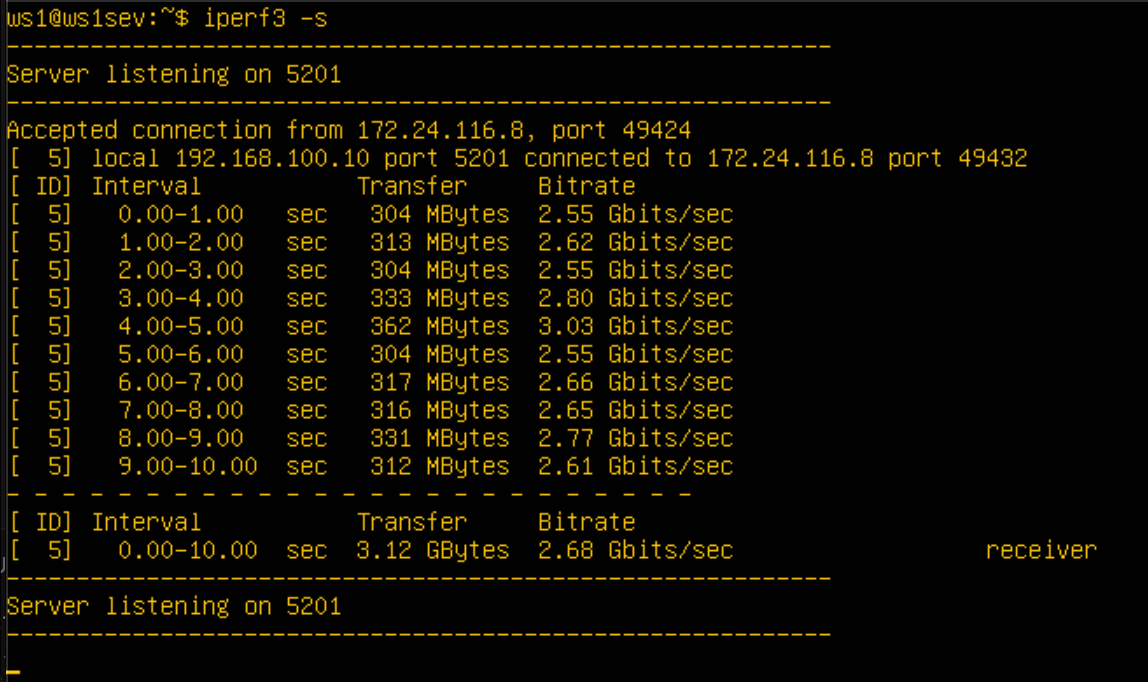 ws1@ws1sev:~$ iperf3 -s
-----------------------------------------------------------
Server listening on 5201
-----------------------------------------------------------
Accepted connection from 172.24.116.8, port 49424
[  5] local 192.168.100.10 port 5201 connected to 172.24.116.8 port 49432
[ ID] Interval           Transfer     Bitrate
[  5]   0.00-1.00   sec   304 MBytes  2.55 Gbits/sec
[  5]   1.00-2.00   sec   313 MBytes  2.62 Gbits/sec
[  5]   2.00-3.00   sec   304 MBytes  2.55 Gbits/sec
[  5]   3.00-4.00   sec   333 MBytes  2.80 Gbits/sec
[  5]   4.00-5.00   sec   362 MBytes  3.03 Gbits/sec
[  5]   5.00-6.00   sec   304 MBytes  2.55 Gbits/sec
[  5]   6.00-7.00   sec   317 MBytes  2.66 Gbits/sec
[  5]   7.00-8.00   sec   316 MBytes  2.65 Gbits/sec
[  5]   8.00-9.00   sec   331 MBytes  2.77 Gbits/sec
[  5]   9.00-10.00  sec   312 MBytes  2.61 Gbits/sec
- - - - - - - - - - - - - - - - - - - - - - - - -
[ ID] Interval           Transfer     Bitrate
[  5]   0.00-10.00  sec  3.12 GBytes  2.68 Gbits/sec                  receiver
-----------------------------------------------------------
Server listening on 5201
-----------------------------------------------------------
_